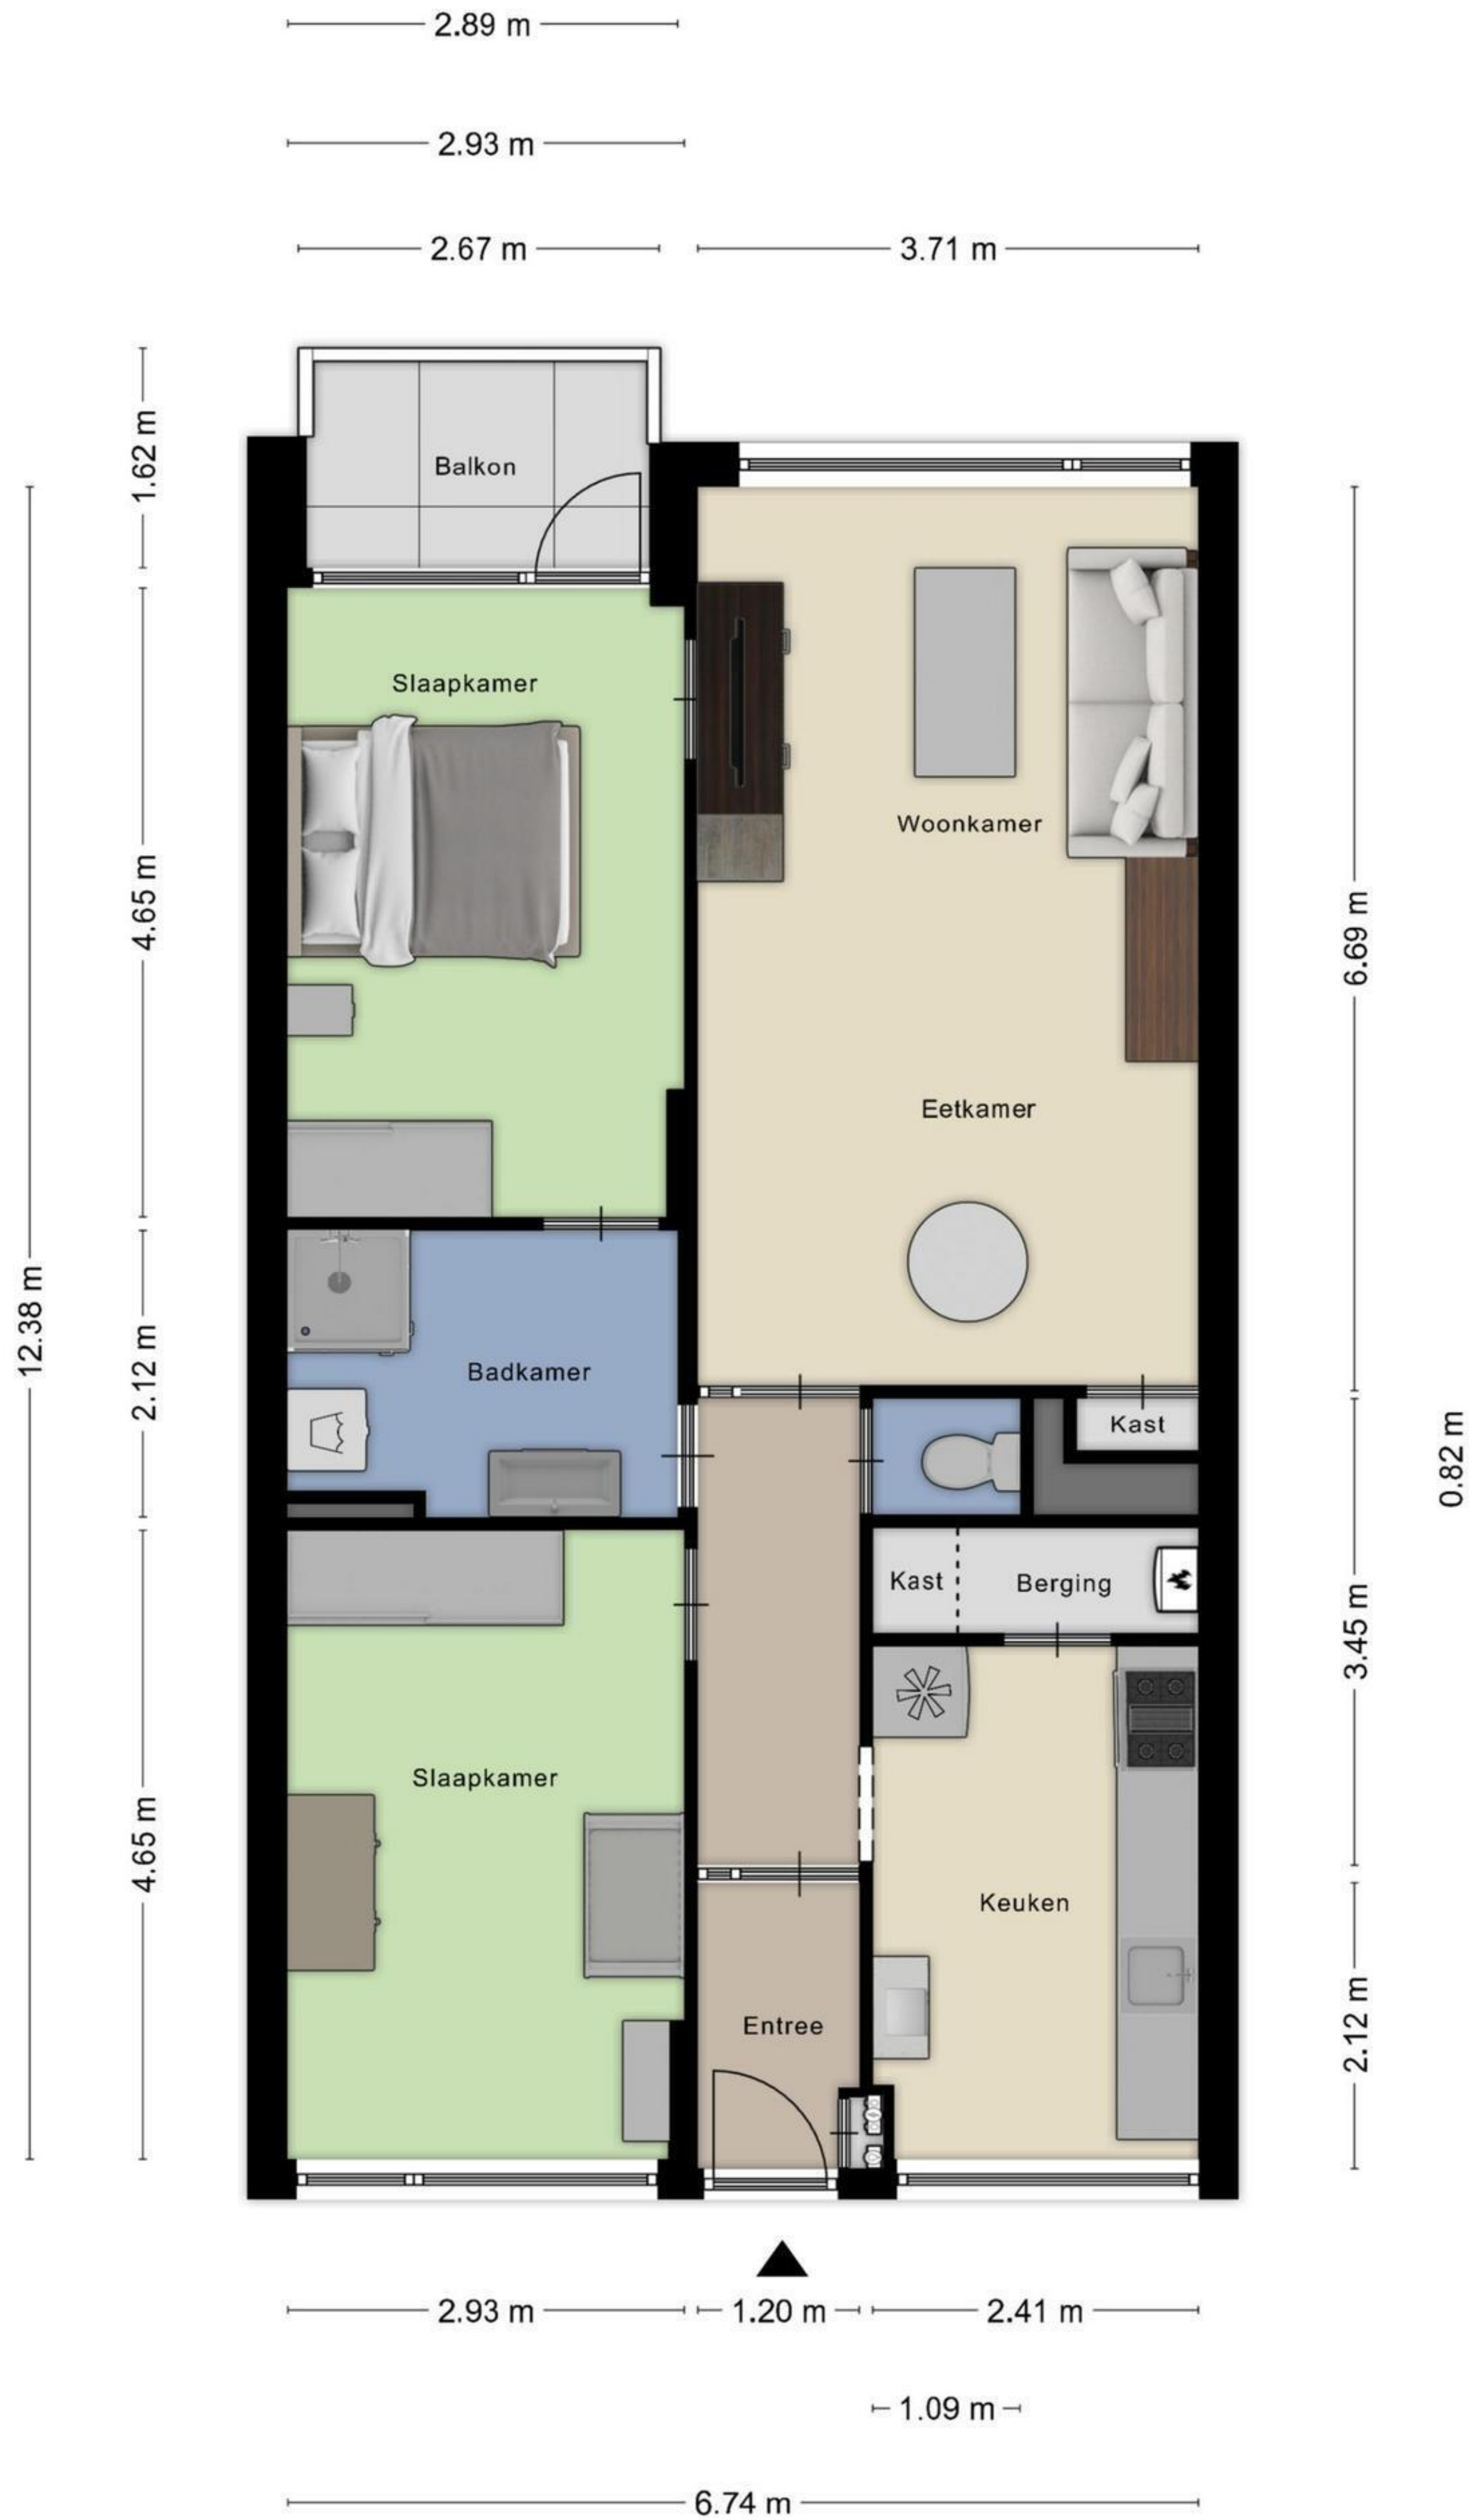 2.89 m
2.93 m
2.67 m
3.71 m
1.62 m
Balkon
Slaapkamer
Woonkamer
4.65 m
6.69 m
Eetkamer
12.38 m
2.12 m
Badkamer
Kast
0.82 m
Kast
Berging
3.45 m
Slaapkamer
4.65 m
Keuken
Entree
2.12 m
2.93 m
1.20 m
2.41 m
1.09 m
6.74 m